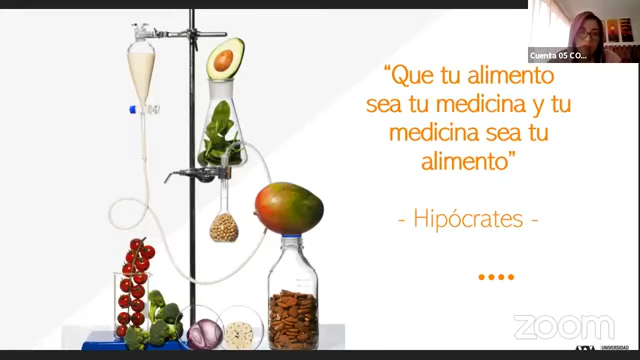 Cuenta 05 CO...
“Que tu alimento
sea tu medicina y tu
medicina sea tu
alimento”
- Hipócrates -
zoom
UNIVERSIDAD